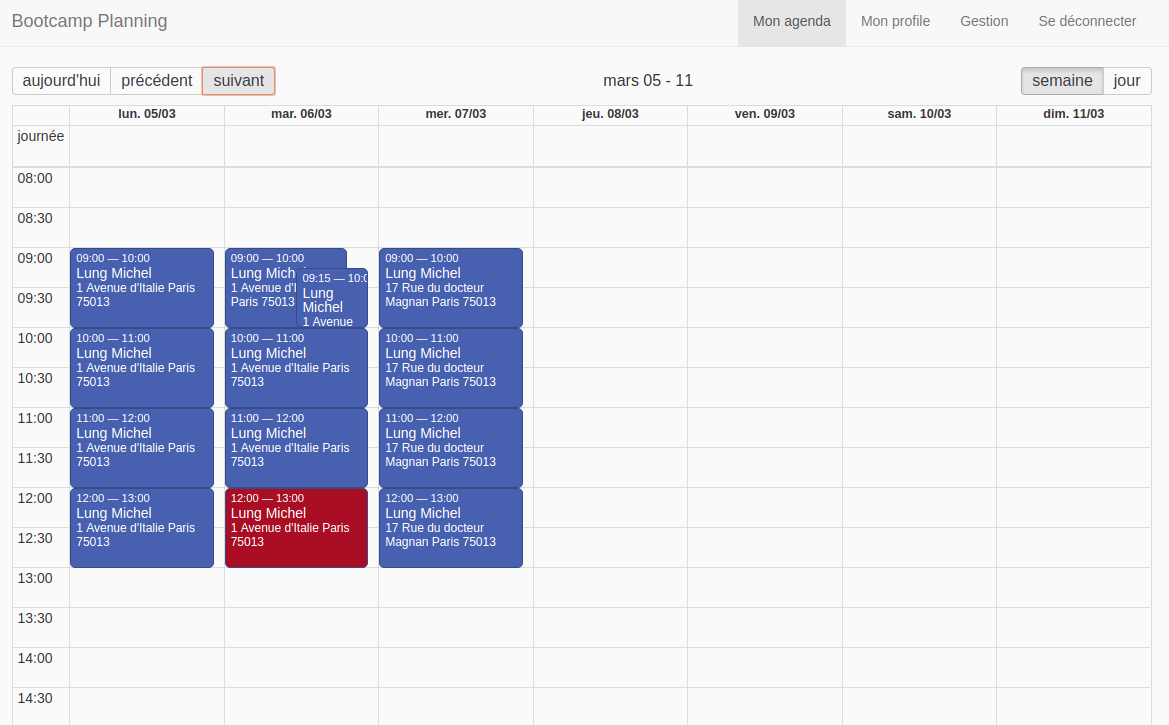 Bootcamp Planning
Mon agenda
Mon profile
Gestion
Se déconnecter
aujourd'hui
précédent
suivant
mars 05 - 11
semaine
jour
lun. 05/03
mar. 06/03
mer. 07/03
jeu. 08/03
ven. 09/03
sam. 10/03
dim. 11/03
journée
08:00
08:30
09:00
09:30
10:00
10:30
11:00
11:30
12:00
12:30
13:00
13:30
14:00
14:30
09:00 — 10:00
Lung Michel
1 Avenue d'Italie Paris
75013
10:00 — 11:00
Lung Michel
1 Avenue d'Italie Paris
75013
11:00 — 12:00
Lung Michel
1 Avenue d'Italie Paris
75013
12:00 — 13:00
Lung Michel
1 Avenue d'Italie Paris
75013
09:00 — 10:00
Lung Mich
1 Avenue d'I
Paris 75013
09:15 — 10:0
Lung
Michel
1 Avenue
10:00 — 11:00
Lung Michel
1 Avenue d'Italie Paris
75013
11:00 — 12:00
Lung Michel
1 Avenue d'Italie Paris
75013
12:00 — 13:00
Lung Michel
1 Avenue d'Italie Paris
75013
09:00 — 10:00
Lung Michel
17 Rue du docteur
Magnan Paris 75013
10:00 — 11:00
Lung Michel
17 Rue du docteur
Magnan Paris 75013
11:00 — 12:00
Lung Michel
17 Rue du docteur
Magnan Paris 75013
12:00 — 13:00
Lung Michel
17 Rue du docteur
Magnan Paris 75013